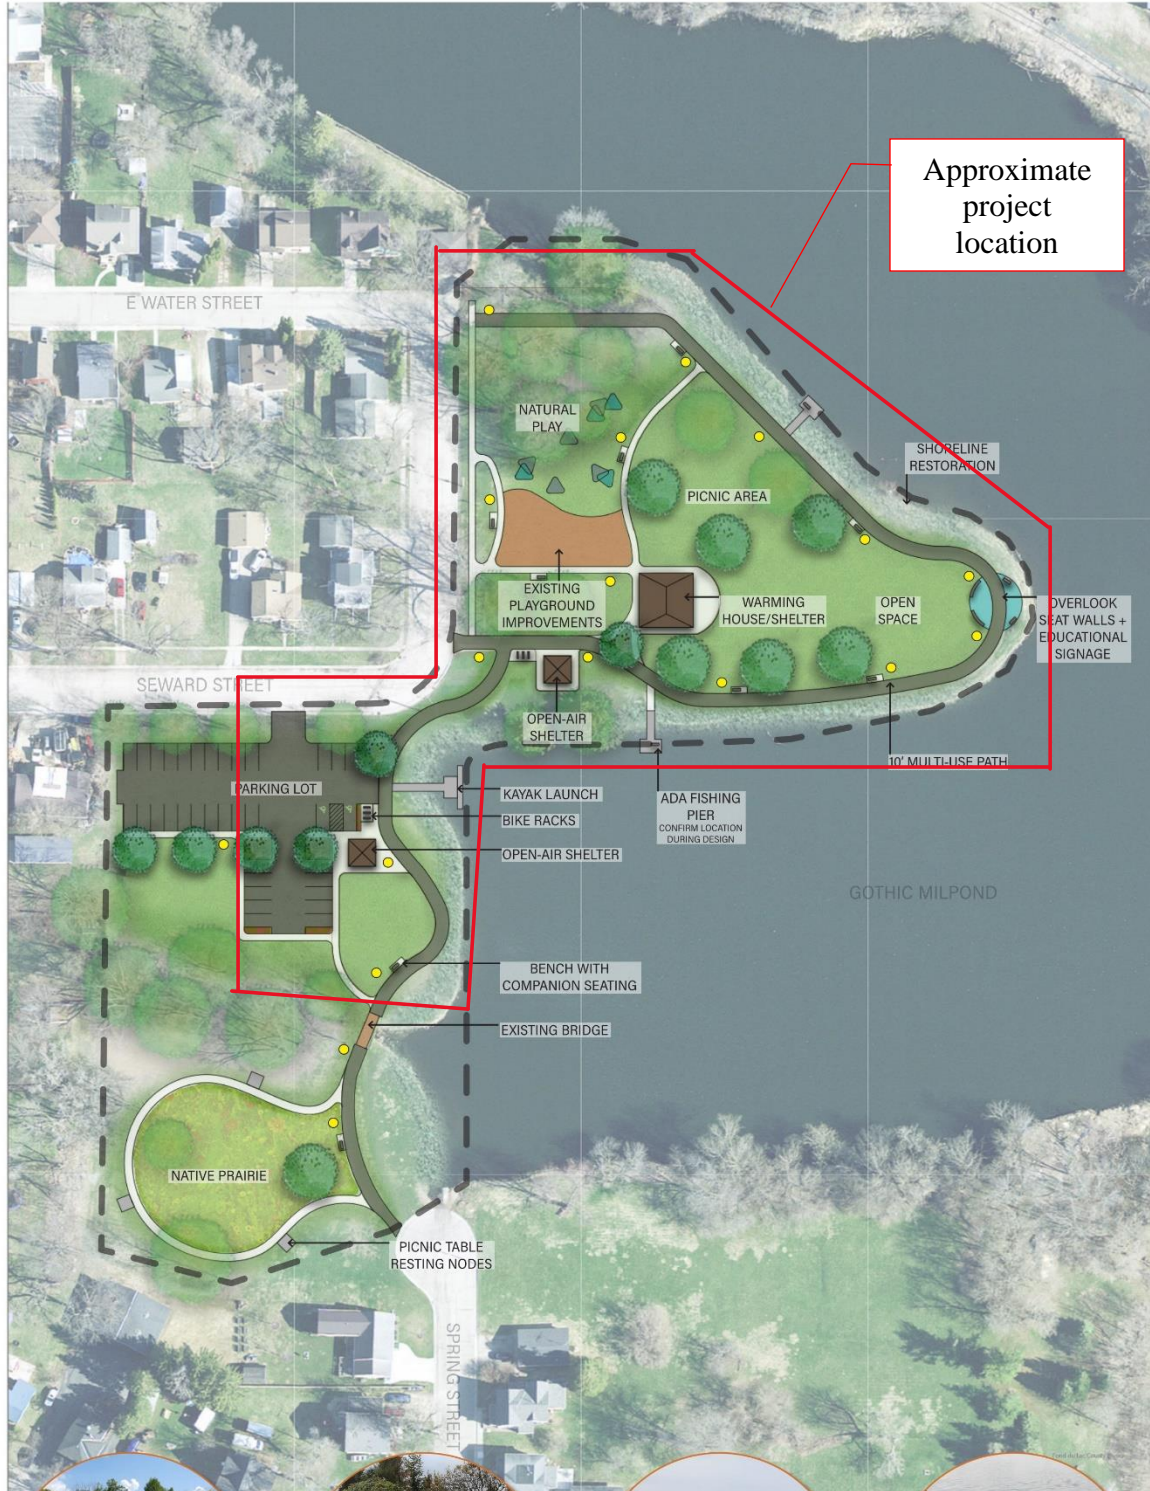 Approximate
project
location
E WATER STREET
NATURAL
PLAY
SHORELINE
RESTORATION
PICNIC AREA
EXISTING
PLAYGROUND
IMPROVEMENTS
WARMING
HOUSE/SHELTER
OPEN
SPACE
OVERLOOK
SEAT WALLS +
EDUCATIONAL
SIGNAGE
SEWARD STREET
OPEN-AIR
SHELTER
10' MULTI-USE PATH
PARKING LOT
KAYAK LAUNCH
ADA FISHING
PIER
CONFIRM LOCATION
DURING DESIGN
BIKE RACKS
OPEN-AIR SHELTER
GOTHIC MILPOND
BENCH WITH
COMPANION SEATING
EXISTING BRIDGE
NATIVE PRAIRIE
PICNIC TABLE
RESTING NODES
SPRING STREET